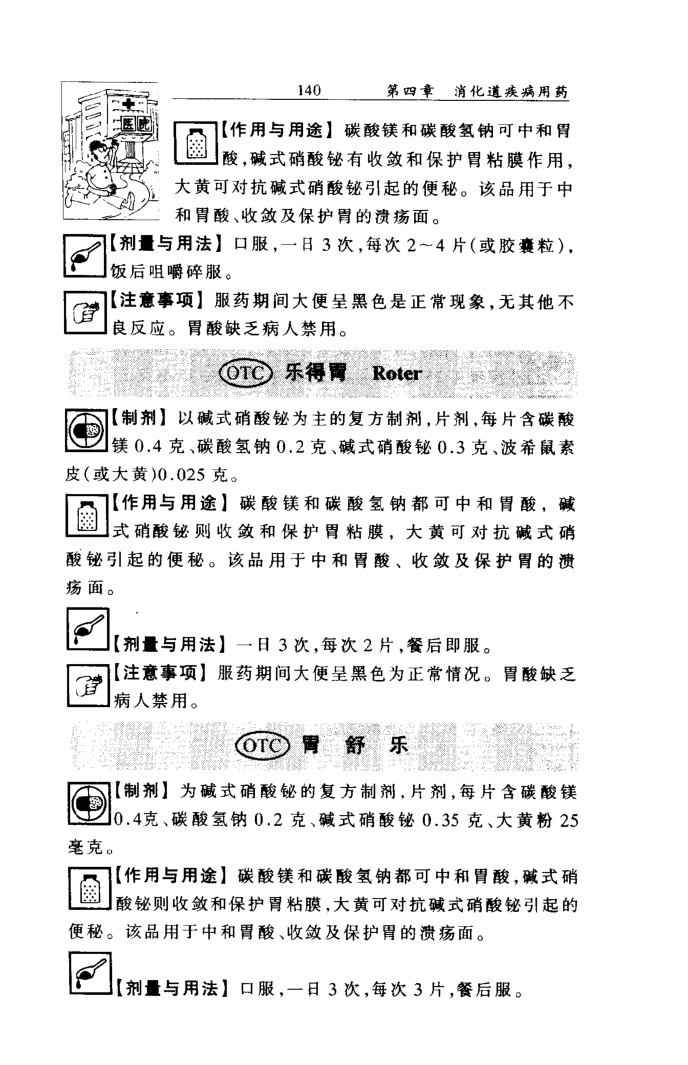 140 第四章 消化道疾病用药
医院
【作用与用途】碳酸镁和碳酸氢钠可中和胃
酸,碱式硝酸铋有收敛和保护胃粘膜作用,
大黄可对抗碱式硝酸铋引起的便秘。该品用于中
和胃酸、收敛及保护胃的溃疡面。
【剂量与用法】口服,一日3次,每次2~4片(或胶囊粒),
饭后咀嚼碎服。
【注意事项】服药期间大便呈黑色是正常现象,无其他不
良反应。胃酸缺乏病人禁用。
OTC 乐得胃 Roter
【制剂】以碱式硝酸铋为主的复方制剂,片剂,每片含碳酸
镁0.4克、碳酸氢钠0.2克、碱式硝酸铋0.3克、波希鼠素
皮(或大黄)0.025克。
【作用与用途】碳酸镁和碳酸氢钠都可中和胃酸,碱
式硝酸铋则收敛和保护胃粘膜,大黄可对抗碱式硝
酸铋引起的便秘。该品用于中和胃酸、收敛及保护胃的溃
疡面。
【剂量与用法】一日3次,每次2片,餐后即服。
【注意事项】服药期间大便呈黑色为正常情况。胃酸缺乏
病人禁用。
OTC 胃舒乐
【制剂】为碱式硝酸铋的复方制剂,片剂,每片含碳酸镁
0.4克、碳酸氢钠0.2克、碱式硝酸铋0.35克、大黄粉25
毫克。
【作用与用途】碳酸镁和碳酸氢钠都可中和胃酸,碱式硝
酸铋则收敛和保护胃粘膜,大黄可对抗碱式硝酸铋引起的
便秘。该品用于中和胃酸、收敛及保护胃的溃疡面。
【剂量与用法】口服,一日3次,每次3片,餐后服。